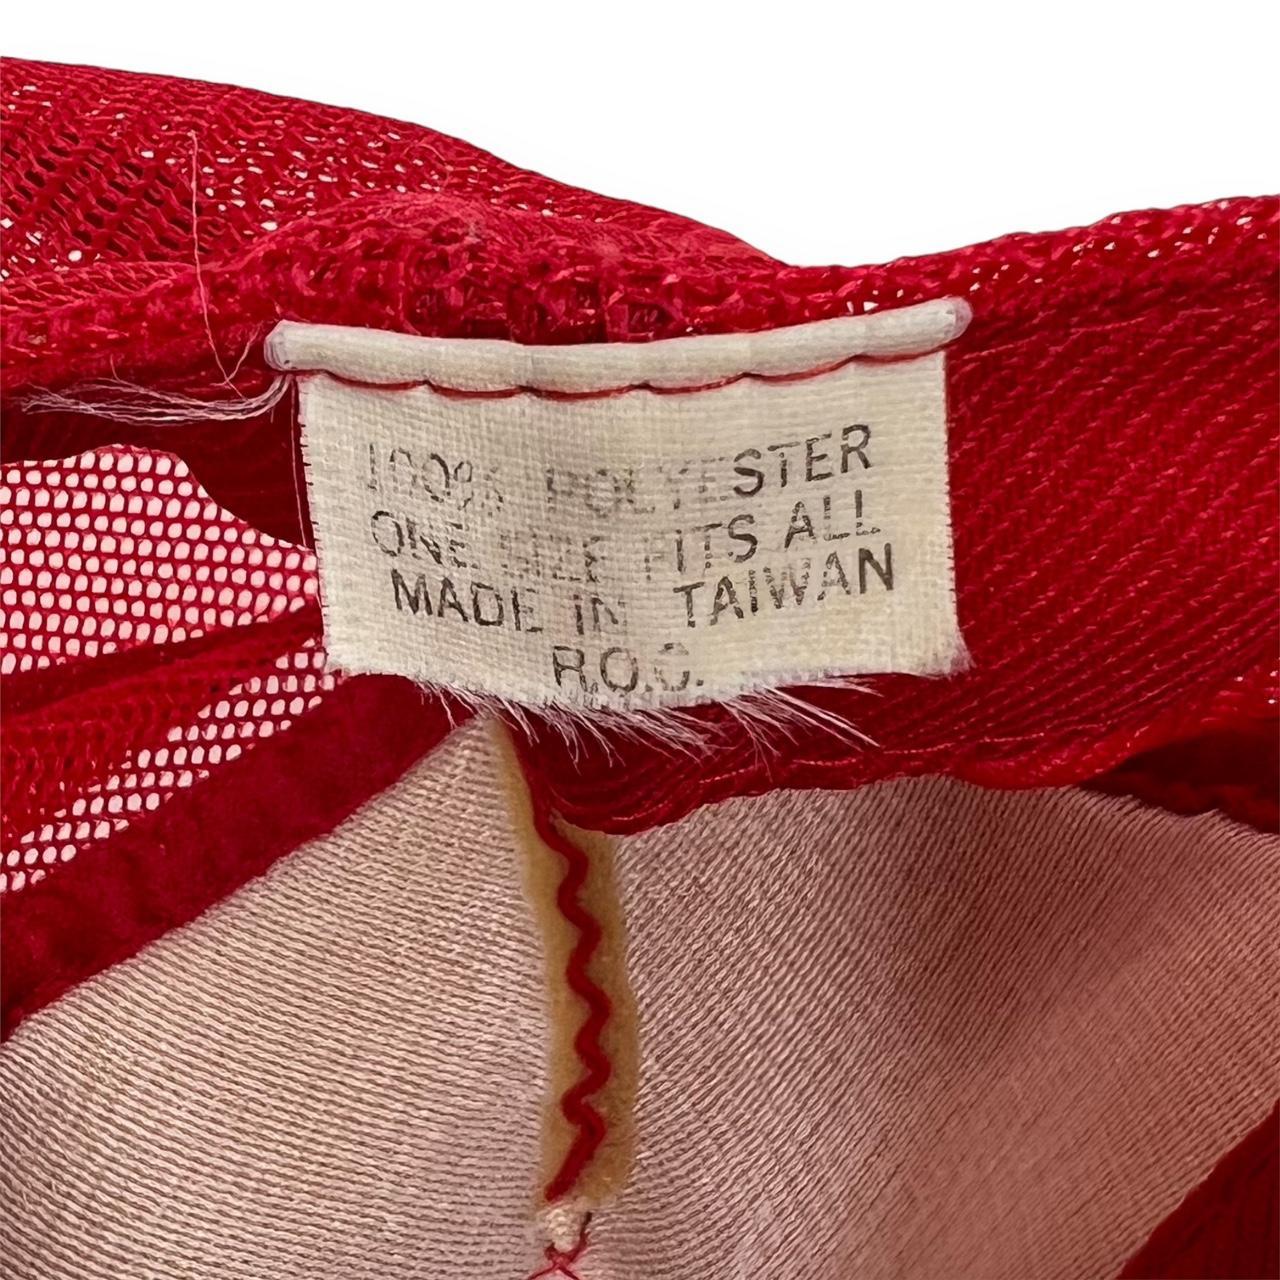 100% POLYESTER
ONE SIZE FITS ALL
MADE IN TAIWAN
R.O.C.